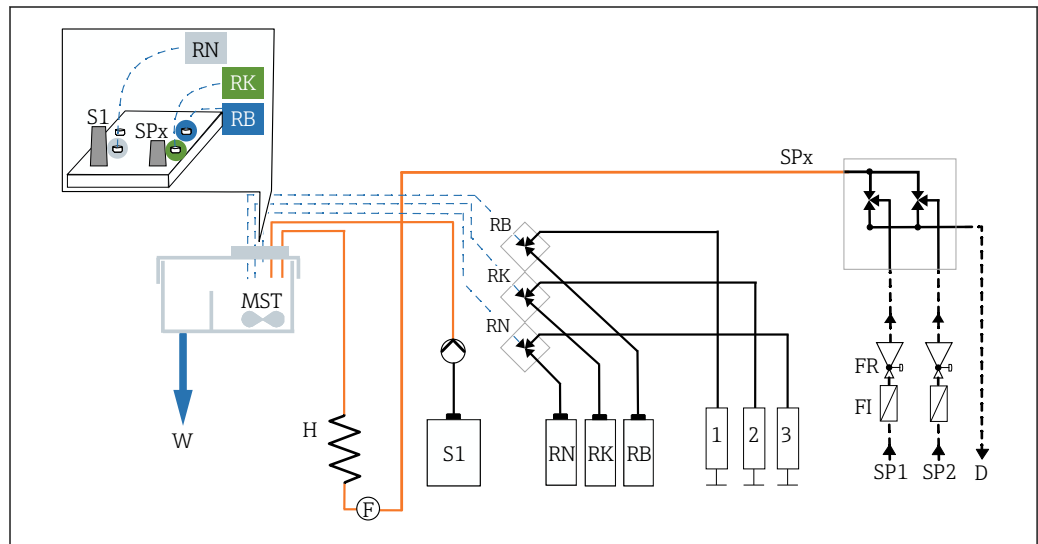 RN
RK
RB
S1
SPx
SPx
RB
RK
RN
MST
W
H
F
S1
RN
RK
RB
1
2
3
FR
FI
SP1
SP2
D